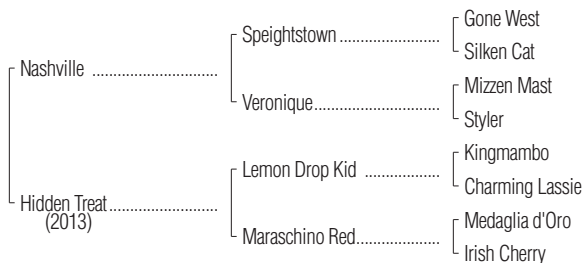 Gone West
Speightstown
Silken Cat
Nashville
Mizzen Mast
Veronique
Styler
Kingmambo
Lemon Drop Kid
Charming Lassie
Hidden Treat
(2013)
Medaglia d'Oro
Maraschino Red
Irish Cherry